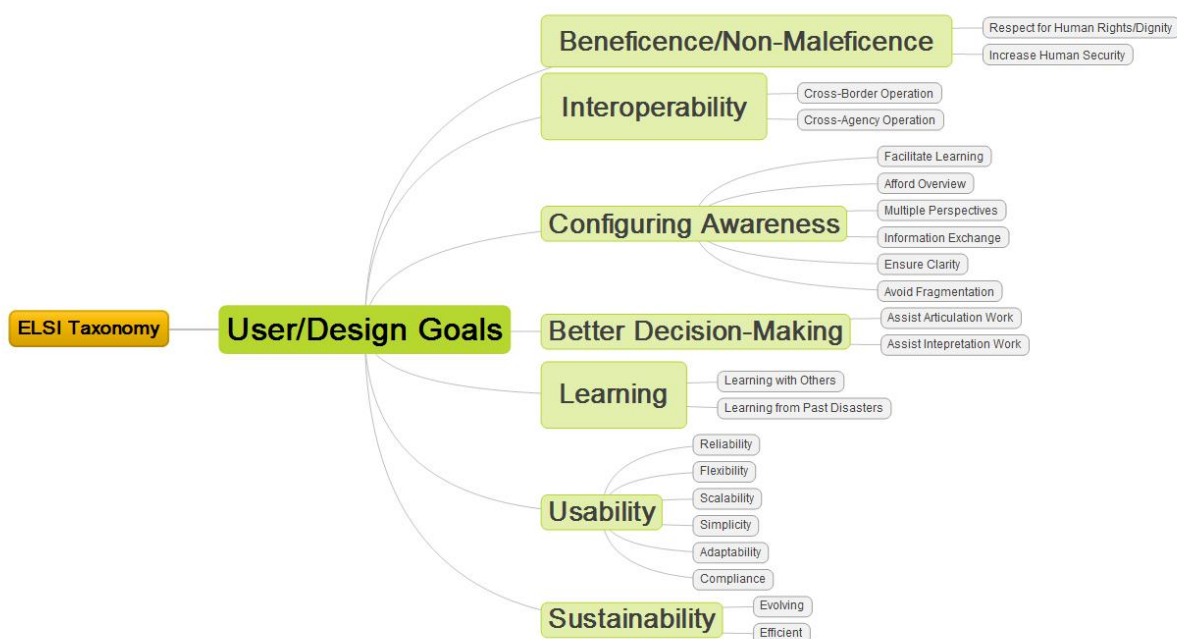 Beneficence/Non-Maleficence
Respect for Human Rights/Dignity
Increase Human Security
Interoperability
Cross-Border Operation
Cross-Agency Operation
Configuring Awareness
Facilitate Learning
Afford Overview
Multiple Perspectives
Information Exchange
Ensure Clarity
Avoid Fragmentation
ELSI Taxonomy
User/Design Goals
Better Decision-Making
Assist Articulation Work
Assist Intepretation Work
Learning
Learning with Others
Learning from Past Disasters
Usability
Reliability
Flexibility
Scalability
Simplicity
Adaptability
Compliance
Sustainability
Evolving
Efficient